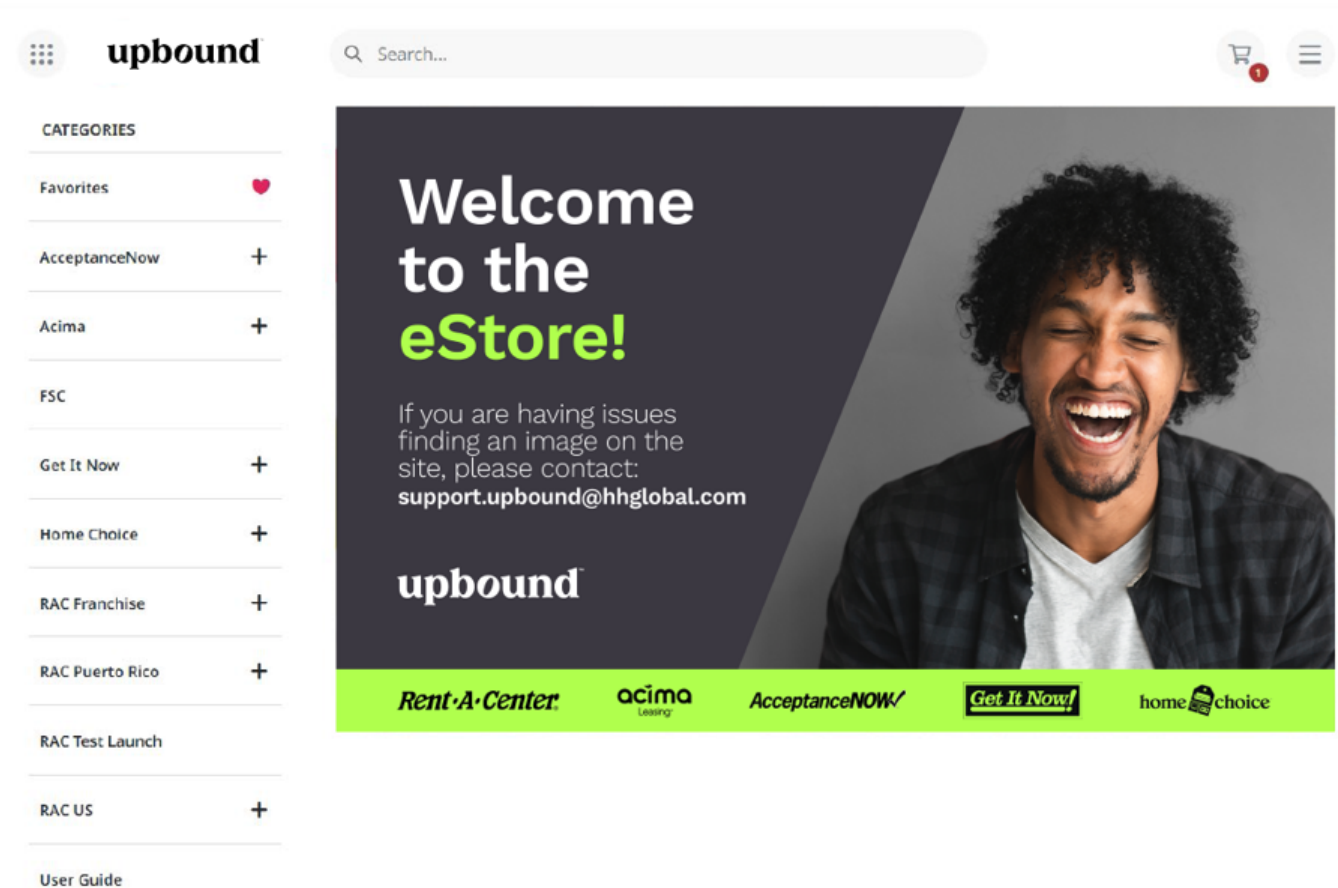 upbound
Search...
1
CATEGORIES
Favorites
AcceptanceNow
Acima
FSC
Get It Now
Home Choice
RAC Franchise
RAC Puerto Rico
RAC Test Launch
RAC US
User Guide
Welcome
to the
eStore!
If you are having issues
finding an image on the
site, please contact:
support.upbound@hhglobal.com
upbound™
Rent-A-Center
acima
Leasing
AcceptanceNOW
Get It Now!
home choice